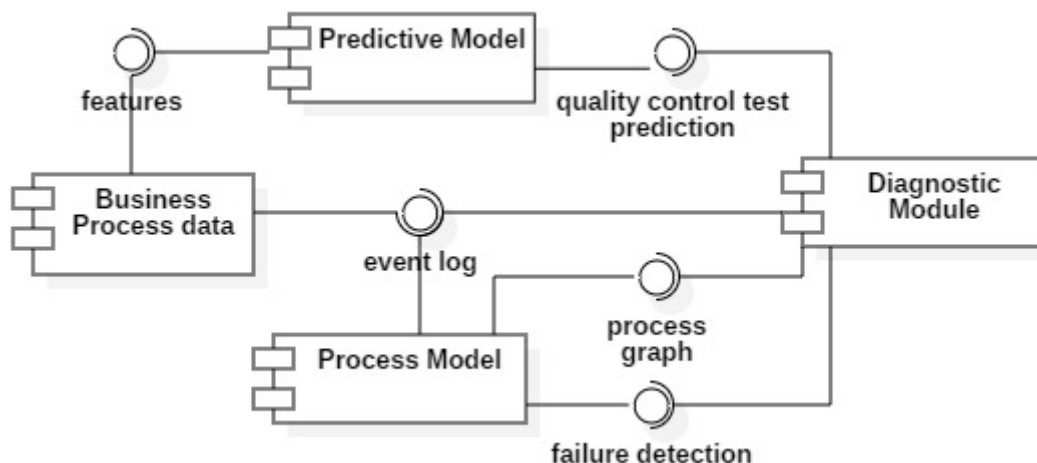 Predictive Model
features
quality control test
prediction
Business
Process data
Diagnostic
Module
event log
process
graph
Process Model
failure detection